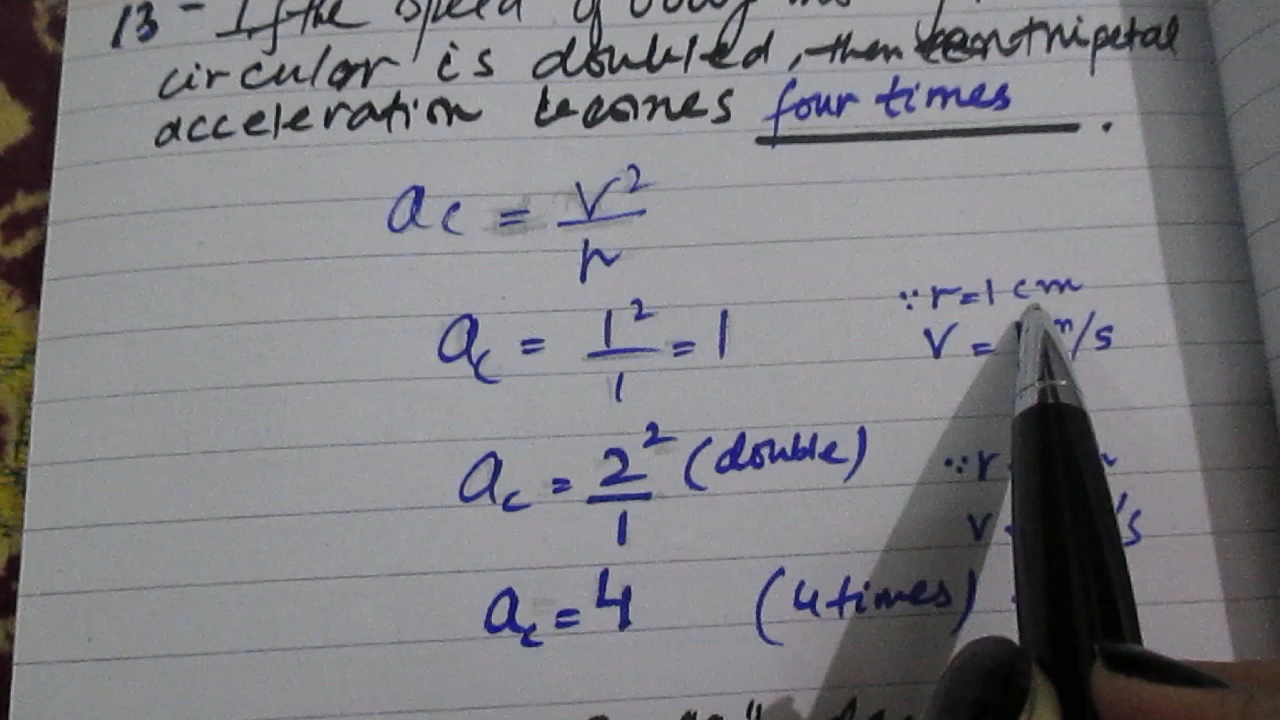 13 - If the speed of body
circular is doubled, then centripetal
acceleration becomes four times .
ac = v²/r
∵ r = 1 cm
ac = 1²/1 = 1
v = m/s
ac = 2²/1 (double)
∵ r
v /s
ac = 4 (4 times)